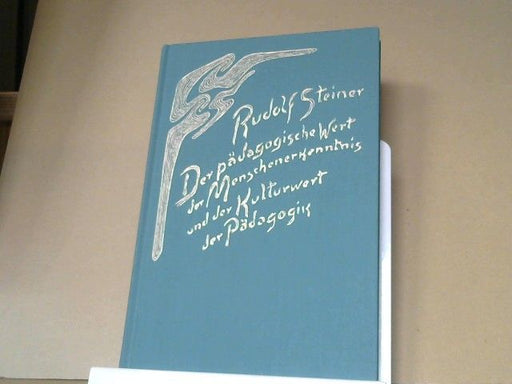 Rudolf Steiner
Der pädagogische Wert
der Menschenerkenntnis
und der Kulturwert
der Pädagogik